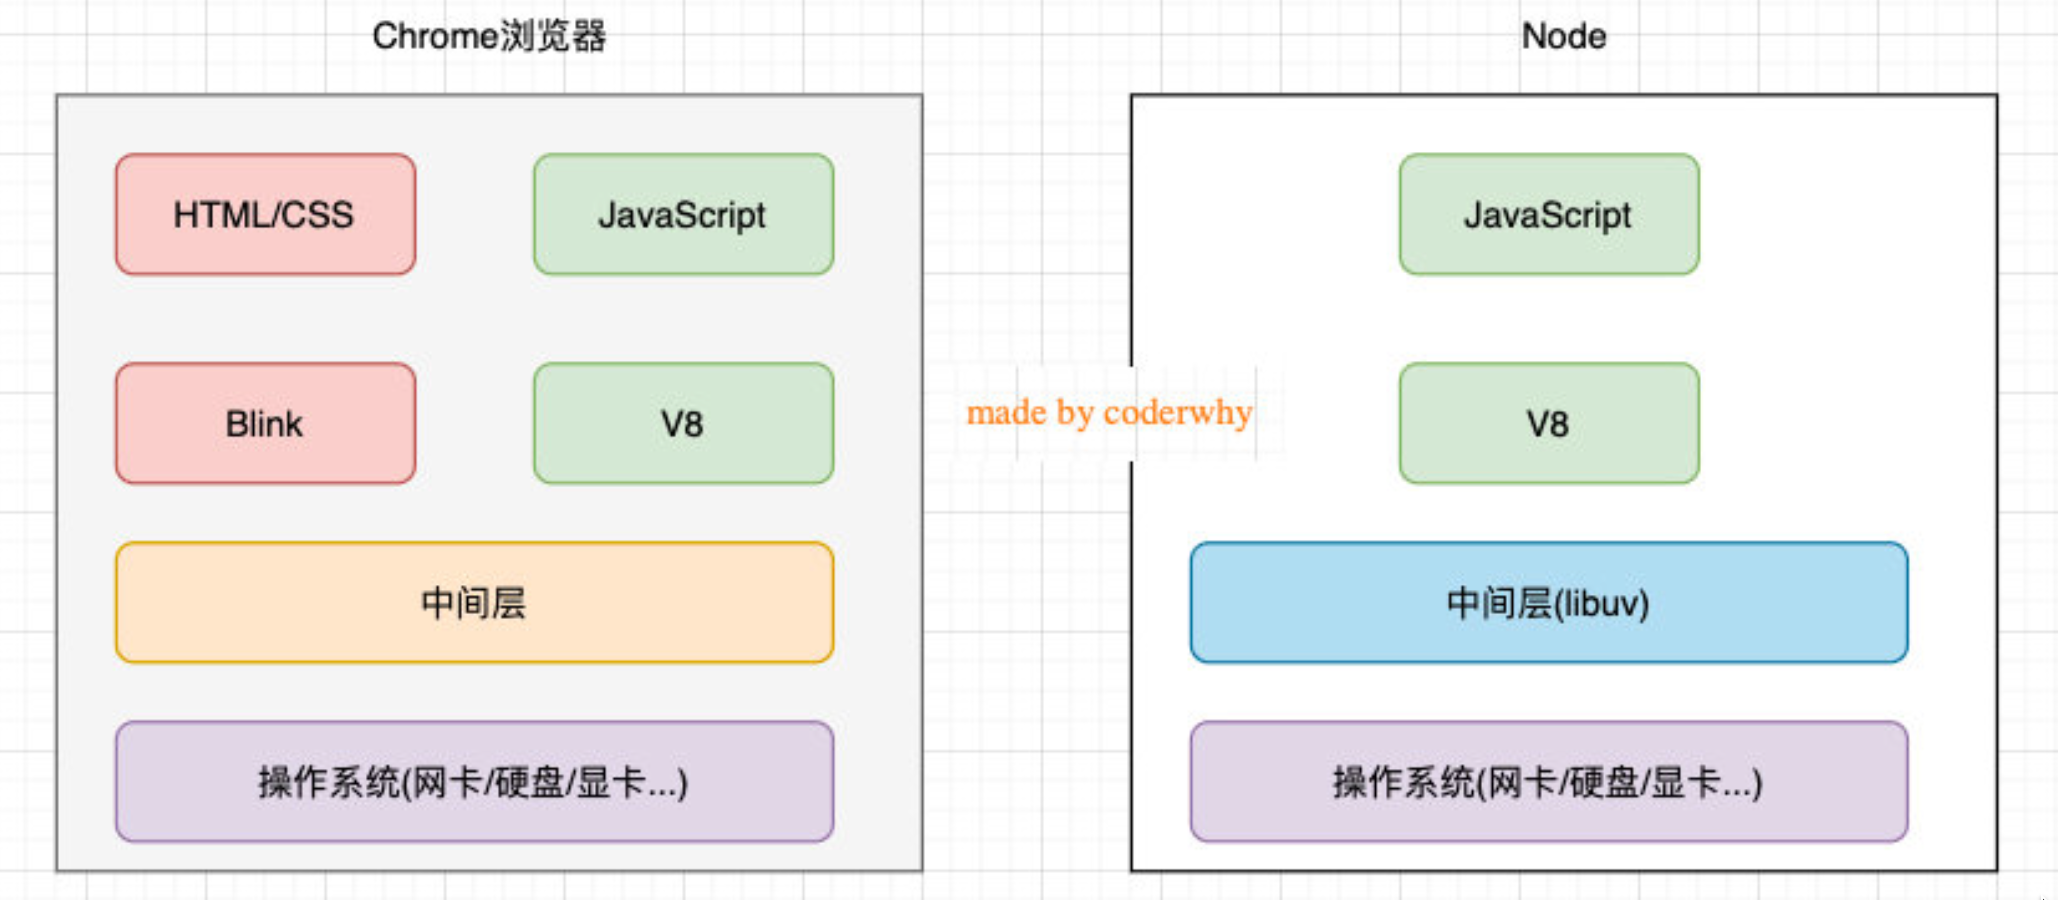 Chrome浏览器
HTML/CSS
JavaScript
Blink
V8
中间层
操作系统(网卡/硬盘/显卡...)
made by coderwhy
Node
JavaScript
V8
中间层(libuv)
操作系统(网卡/硬盘/显卡...)